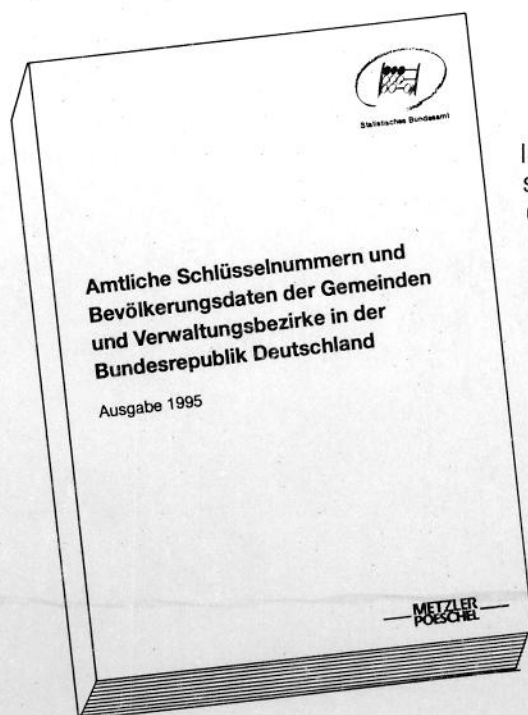 Statistisches Bundesamt
Amtliche Schlüsselnummern und
Bevölkerungsdaten der Gemeinden
und Verwaltungsbezirke in der
Bundesrepublik Deutschland
Ausgabe 1995
METZLER
POESCHEL